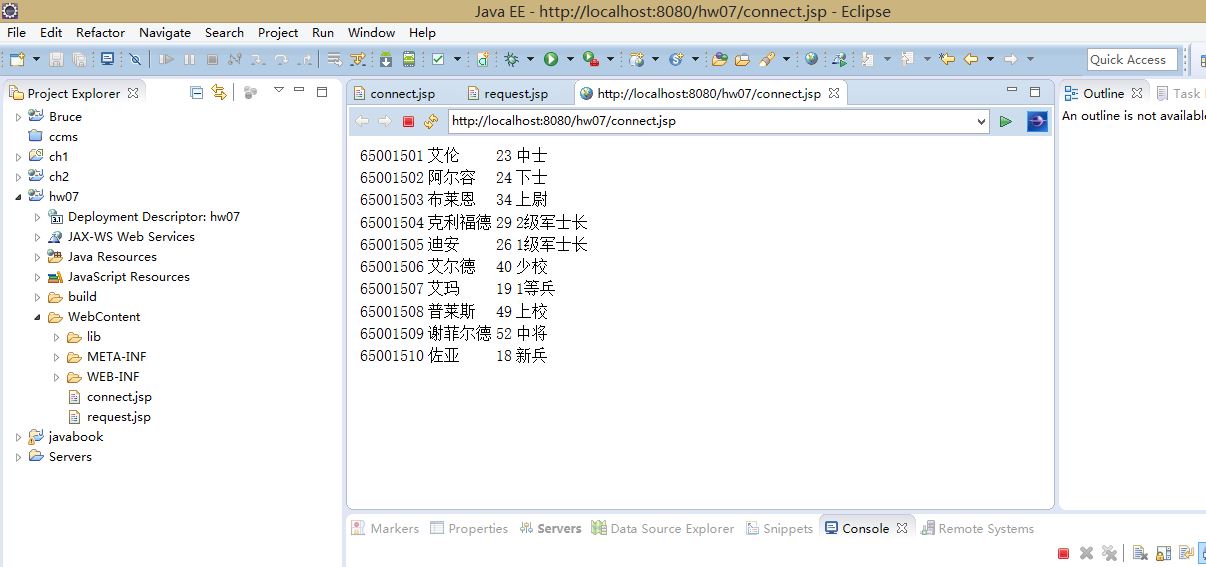 Java EE - http://localhost:8080/hw07/connect.jsp - Eclipse
File Edit Refactor Navigate Search Project Run Window Help
Quick Access
Project Explorer
Bruce
ccms
ch1
ch2
hw07
Deployment Descriptor: hw07
JAX-WS Web Services
Java Resources
JavaScript Resources
build
WebContent
lib
META-INF
WEB-INF
connect.jsp
request.jsp
javabook
Servers
connect.jsp request.jsp http://localhost:8080/hw07/connect.jsp
http://localhost:8080/hw07/connect.jsp
65001501 艾伦 23 中士
65001502 阿尔容 24 下士
65001503 布莱恩 34 上尉
65001504 克利福德 29 2级军士长
65001505 迪安 26 1级军士长
65001506 艾尔德 40 少校
65001507 艾玛 19 1等兵
65001508 普莱斯 49 上校
65001509 谢菲尔德 52 中将
65001510 佐亚 18 新兵
Outline Task
An outline is not available
Markers Properties Servers Data Source Explorer Snippets Console Remote Systems